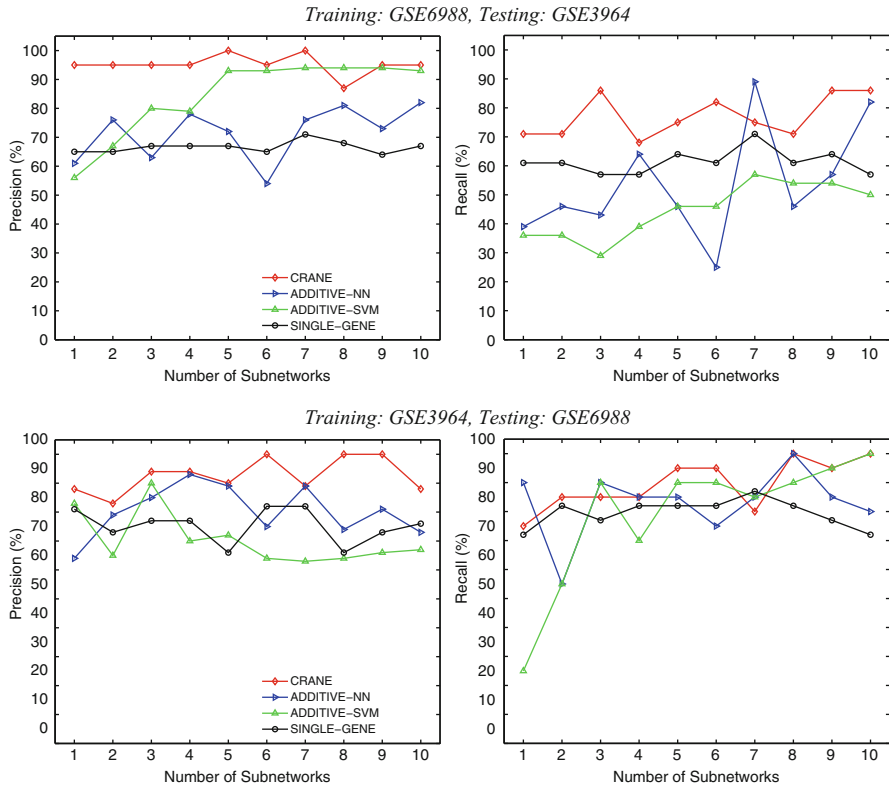 Training: GSE6988, Testing: GSE3964
100
90
80
70
60
50
40
30
20
10
0
Precision (%)
CRANE
ADDITIVE-NN
ADDITIVE-SVM
SINGLE-GENE
1 2 3 4 5 6 7 8 9 10
Number of Subnetworks
100
90
80
70
60
50
40
30
20
10
0
Recall (%)
1 2 3 4 5 6 7 8 9 10
Number of Subnetworks
Training: GSE3964, Testing: GSE6988
100
90
80
70
60
50
40
30
20
10
0
Precision (%)
CRANE
ADDITIVE-NN
ADDITIVE-SVM
SINGLE-GENE
1 2 3 4 5 6 7 8 9 10
Number of Subnetworks
100
90
80
70
60
50
40
30
20
10
0
Recall (%)
1 2 3 4 5 6 7 8 9 10
Number of Subnetworks